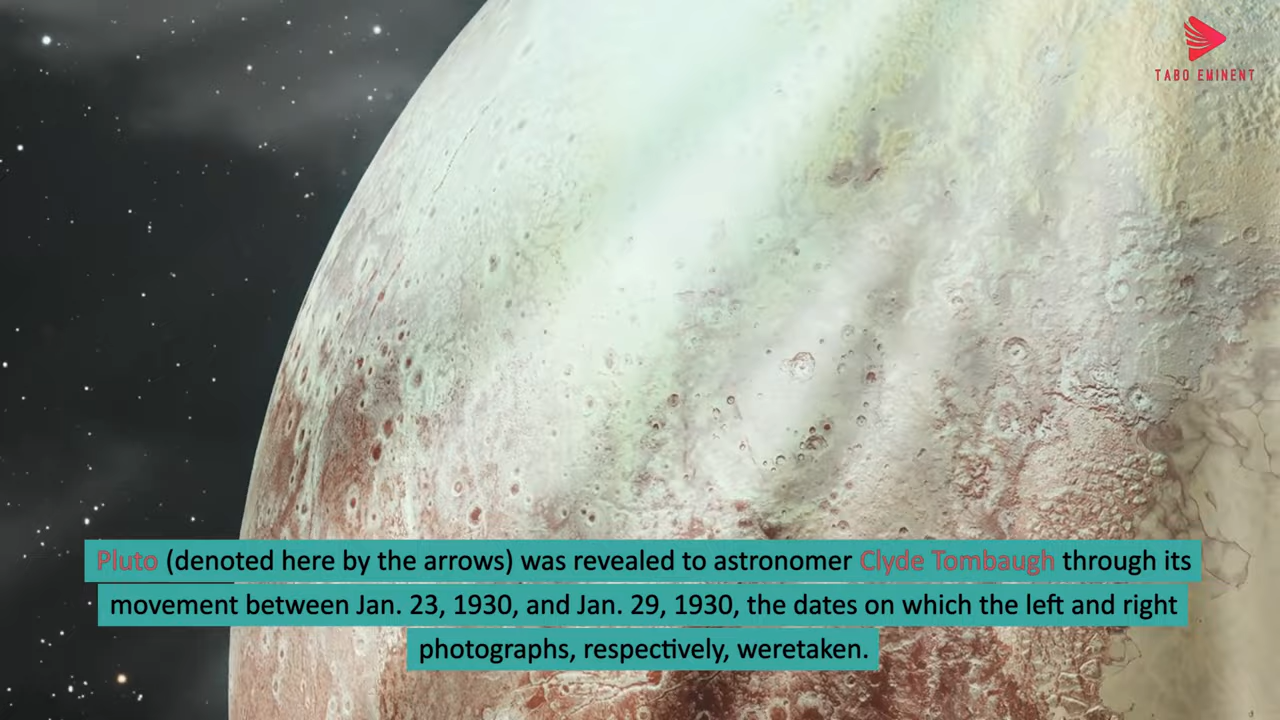 TABO EMINENT
Pluto (denoted here by the arrows) was revealed to astronomer Clyde Tombaugh through its
movement between Jan. 23, 1930, and Jan. 29, 1930, the dates on which the left and right
photographs, respectively, weretaken.